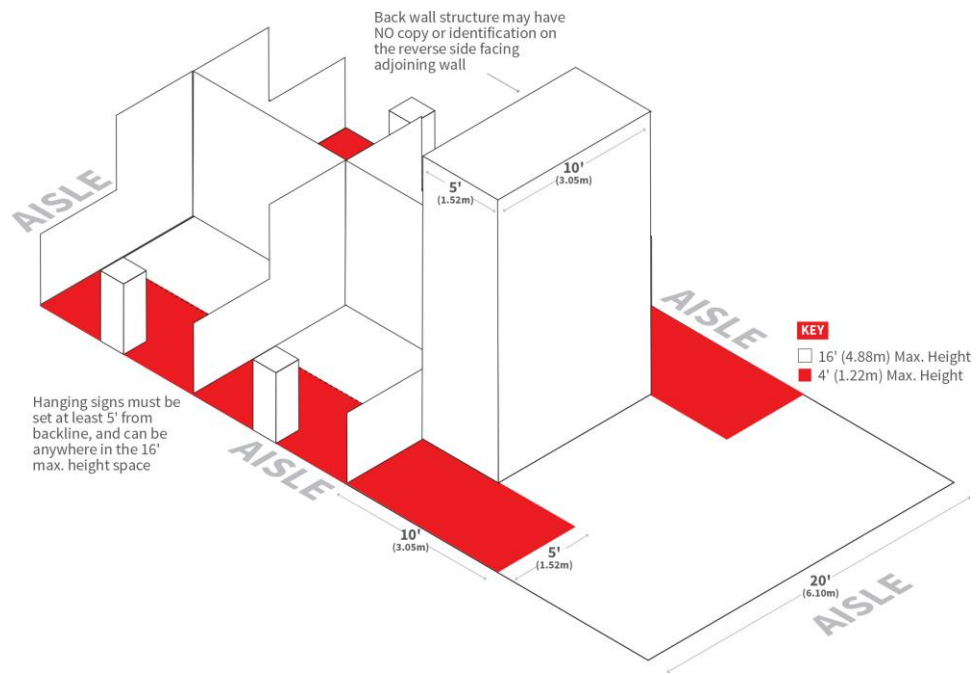 Back wall structure may have
NO copy or identification on
the reverse side facing
adjoining wall
10'
(3.05m)
5'
(1.52m)
AISLE
AISLE
KEY
16' (4.88m) Max. Height
4' (1.22m) Max. Height
Hanging signs must be
set at least 5' from
backline, and can be
anywhere in the 16'
max. height space
AISLE
10'
(3.05m)
5'
(1.52m)
20'
(6.10m)
AISLE